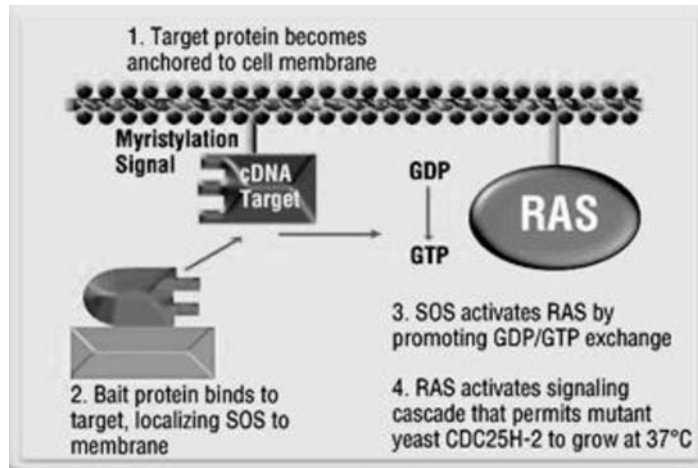 1. Target protein becomes
anchored to cell membrane
Myristylation
Signal
cDNA
Target
GDP
GTP
RAS
2. Bait protein binds to
target, localizing SOS to
membrane
3. SOS activates RAS by
promoting GDP/GTP exchange
4. RAS activates signaling
cascade that permits mutant
yeast CDC25H-2 to grow at 37°C